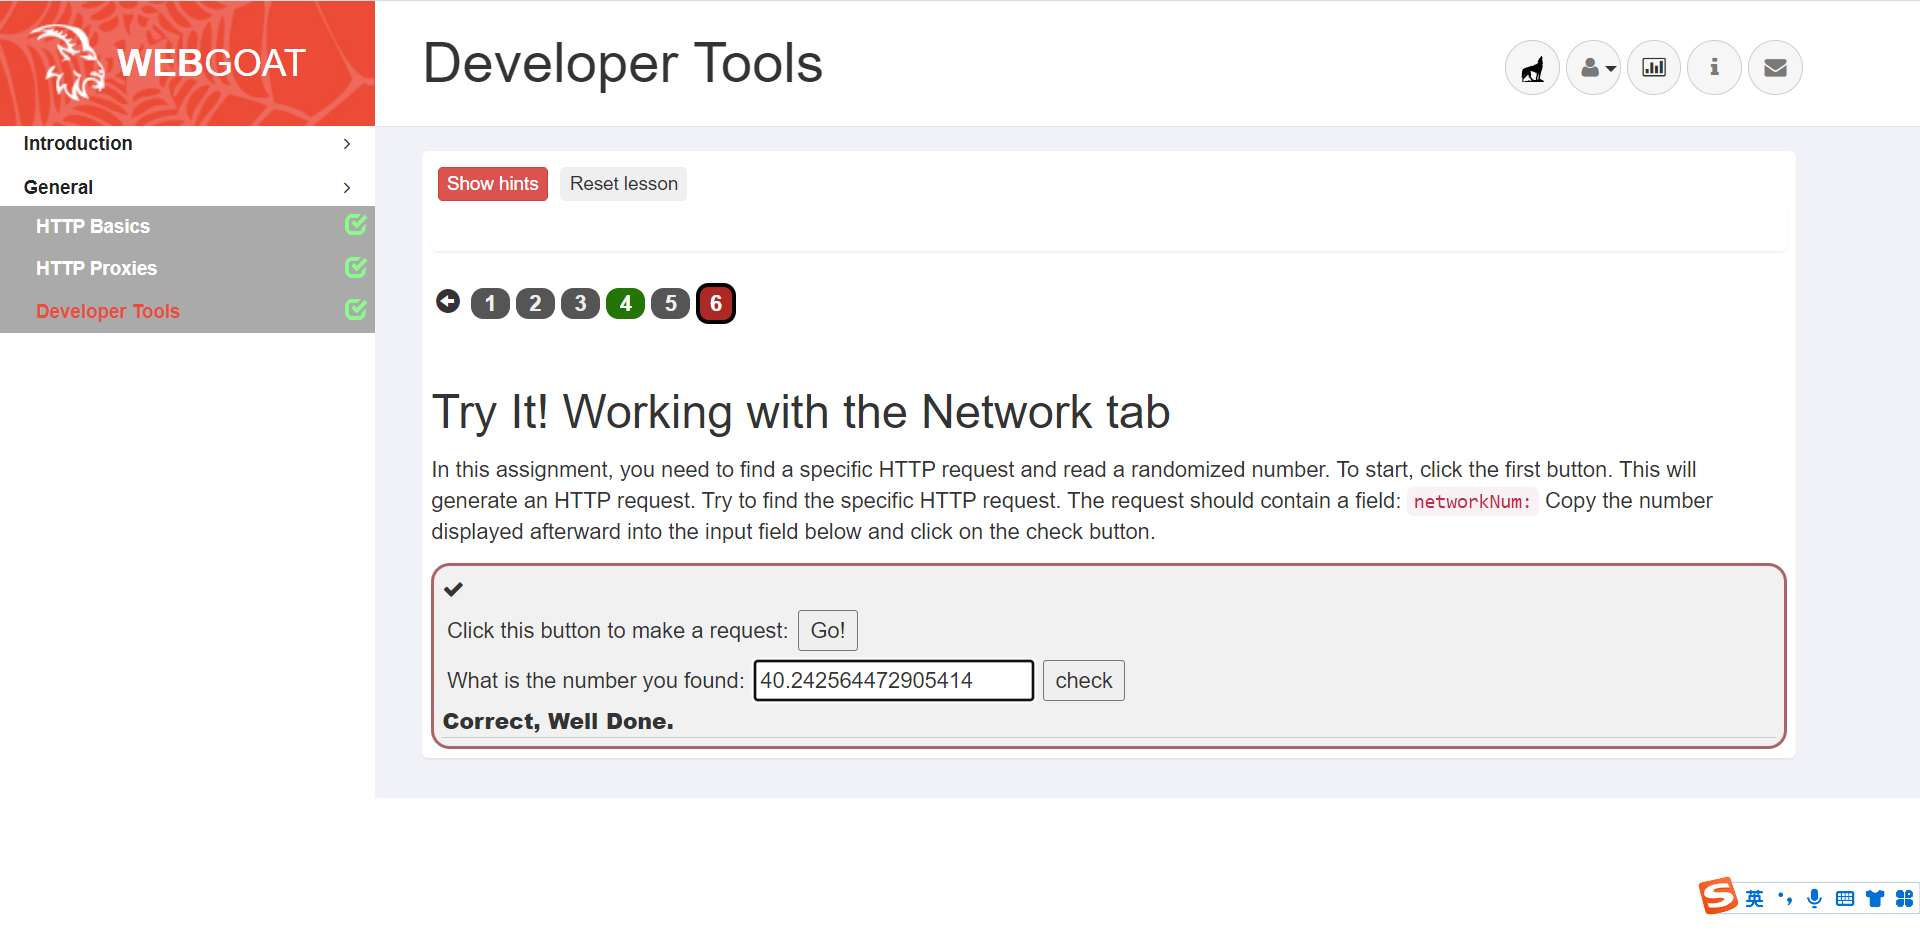 WEBGOAT
Developer Tools
Introduction
General
HTTP Basics
HTTP Proxies
Developer Tools
Show hints
Reset lesson
1 2 3 4 5 6
Try It! Working with the Network tab
In this assignment, you need to find a specific HTTP request and read a randomized number. To start, click the first button. This will
generate an HTTP request. Try to find the specific HTTP request. The request should contain a field: networkNum: Copy the number
displayed afterward into the input field below and click on the check button.
Click this button to make a request: Go!
What is the number you found: 40.242564472905414 check
Correct, Well Done.
S 英